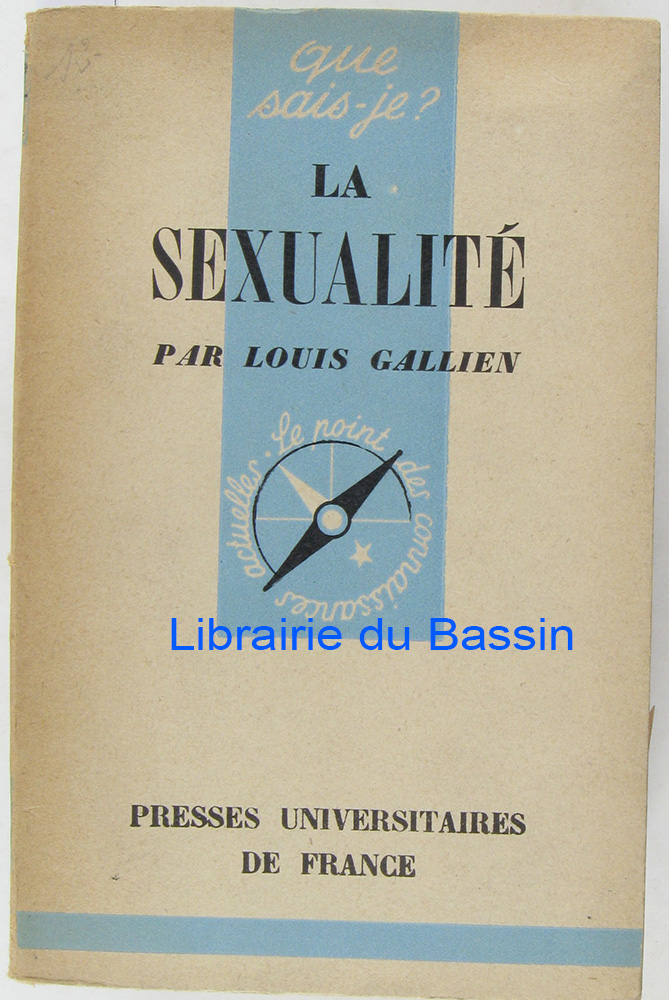 que
sais-je?
LA
SEXUALITÉ
PAR LOUIS GALLIEN
Le point des connaissances actuelles.
Librairie du Bassin
PRESSES UNIVERSITAIRES
DE FRANCE